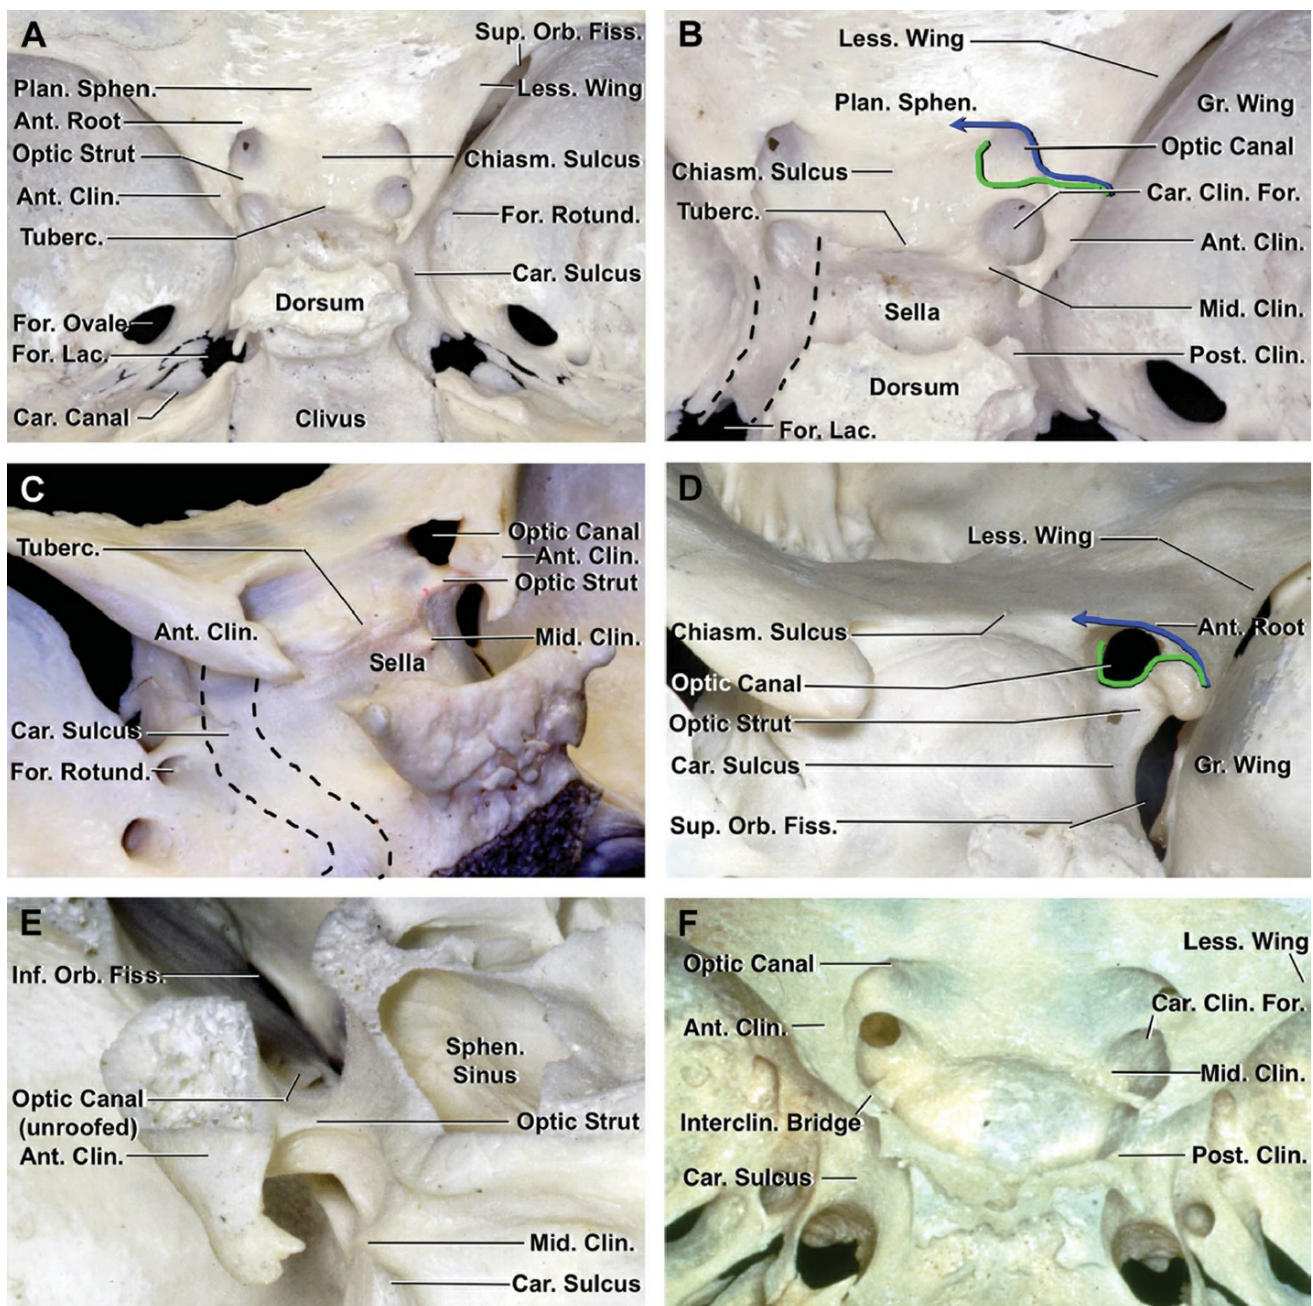 A
Sup. Orb. Fiss.
Plan. Sphen.
Less. Wing
Ant. Root
Optic Strut
Chiasm. Sulcus
Ant. Clin.
For. Rotund.
Tuberc.
Car. Sulcus
Dorsum
For. Ovale
For. Lac.
Car. Canal
Clivus
B
Less. Wing
Plan. Sphen.
Gr. Wing
Optic Canal
Chiasm. Sulcus
Car. Clin. For.
Tuberc.
Ant. Clin.
Sella
Mid. Clin.
Post. Clin.
Dorsum
For. Lac.
C
Optic Canal
Tuberc.
Ant. Clin.
Optic Strut
Ant. Clin.
Mid. Clin.
Sella
Car. Sulcus
For. Rotund.
D
Less. Wing
Chiasm. Sulcus
Ant. Root
Optic Canal
Optic Strut
Car. Sulcus
Gr. Wing
Sup. Orb. Fiss.
E
Inf. Orb. Fiss.
Sphen.
Sinus
Optic Canal
(unroofed)
Optic Strut
Ant. Clin.
Mid. Clin.
Car. Sulcus
F
Less. Wing
Optic Canal
Car. Clin. For.
Ant. Clin.
Mid. Clin.
Interclin. Bridge
Post. Clin.
Car. Sulcus